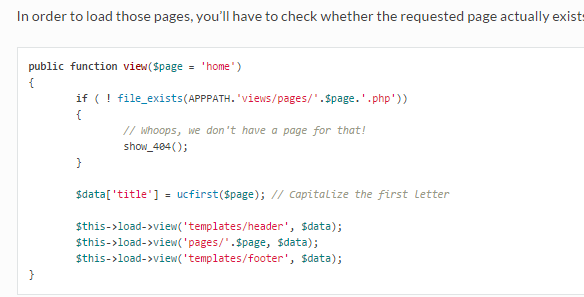 In order to load those pages, you'll have to check whether the requested page actually exists
public function view($page = 'home')
{
        if ( ! file_exists(APPPATH.'views/pages/'.$page.'.php'))
        {
                // Whoops, we don't have a page for that!
                show_404();
        }
        $data['title'] = ucfirst($page); // Capitalize the first letter
        $this->load->view('templates/header', $data);
        $this->load->view('pages/'.$page, $data);
        $this->load->view('templates/footer', $data);
}